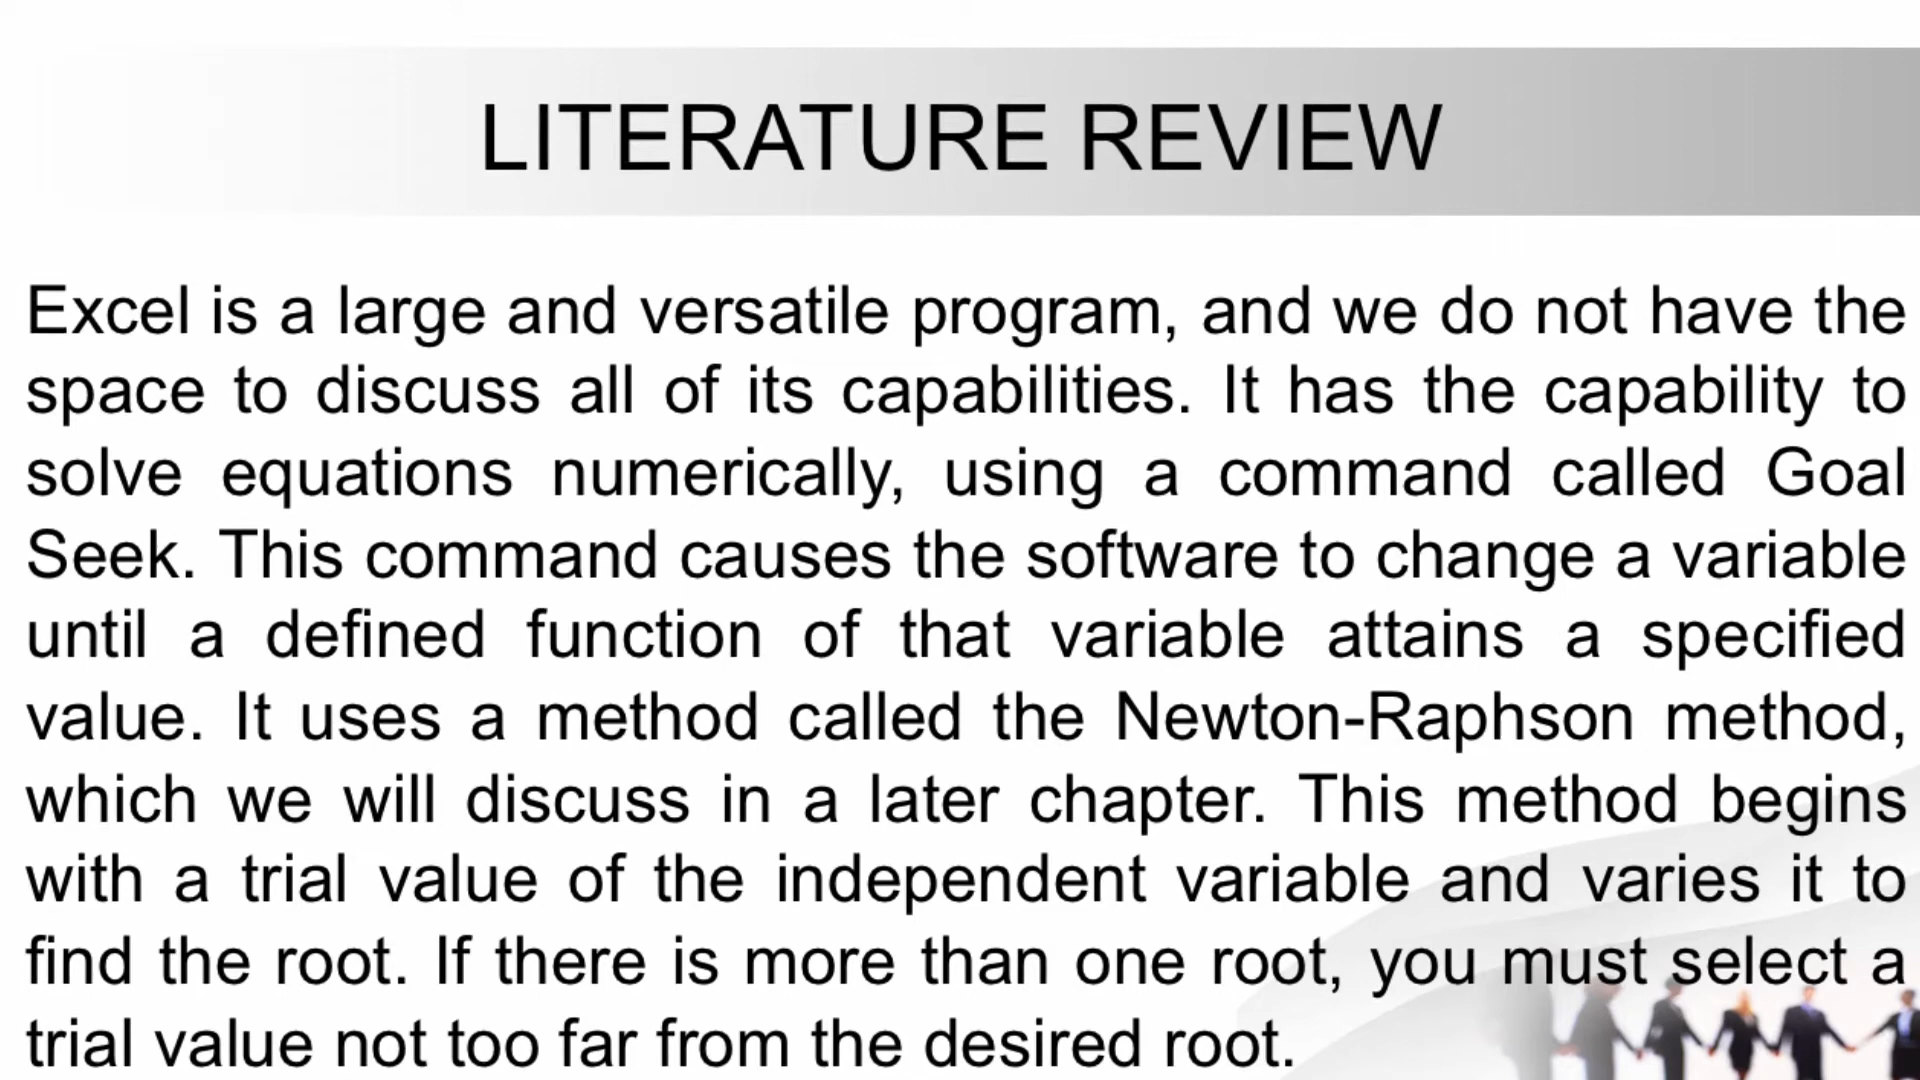 LITERATURE REVIEW
Excel is a large and versatile program, and we do not have the
space to discuss all of its capabilities. It has the capability to
solve equations numerically, using a command called Goal
Seek. This command causes the software to change a variable
until a defined function of that variable attains a specified
value. It uses a method called the Newton-Raphson method,
which we will discuss in a later chapter. This method begins
with a trial value of the independent variable and varies it to
find the root. If there is more than one root, you must select a
trial value not too far from the desired root.